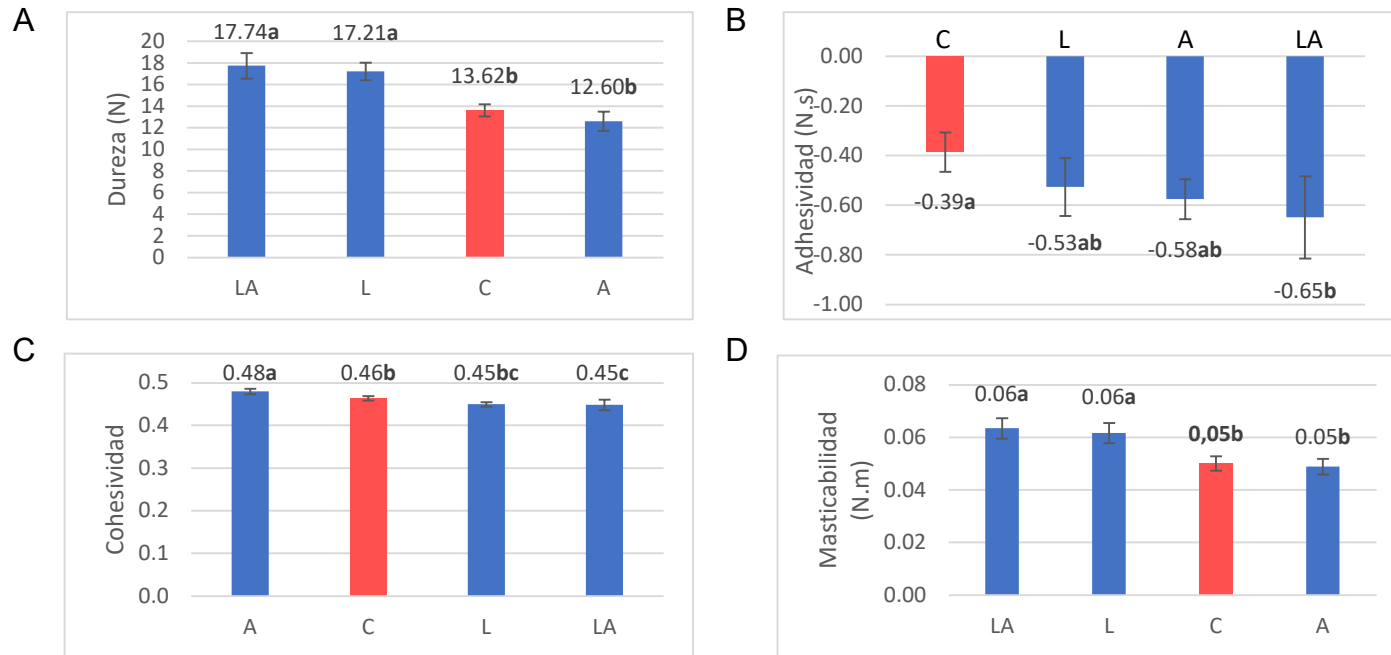 A
17.74a
17.21a
13.62b
12.60b
20
18
16
14
12
10
8
6
4
2
0
Dureza (N)
LA
L
C
A
B
C
L
A
LA
0.00
-0.20
-0.40
-0.60
-0.80
-1.00
Adhesividad (N.s)
-0.39a
-0.53ab
-0.58ab
-0.65b
C
0.48a
0.46b
0.45bc
0.45c
0.5
0.4
0.3
0.2
0.1
0.0
Cohesividad
A
C
L
LA
D
0.08
0.06
0.04
0.02
0.00
Masticabilidad
(N.m)
0.06a
0.06a
0,05b
0.05b
LA
L
C
A